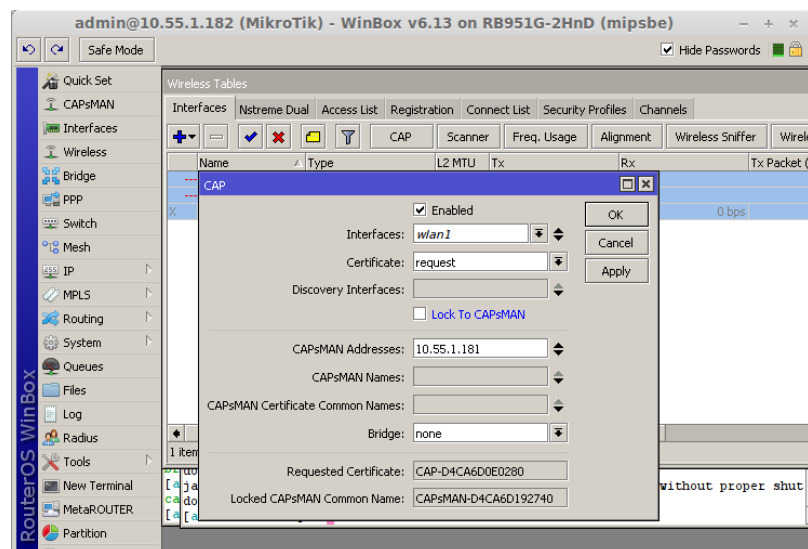 admin@10.55.1.182 (MikroTik) - WinBox v6.13 on RB951G-2HnD (mipsbe)
Safe Mode
Hide Passwords
Quick Set
CAPsMAN
Interfaces
Wireless
Bridge
PPP
Switch
Mesh
IP
MPLS
Routing
System
Queues
Files
Log
Radius
Tools
New Terminal
MetaROUTER
Partition
RouterOS WinBox
Wireless Tables
Interfaces Nstreme Dual Access List Registration Connect List Security Profiles Channels
CAP Scanner Freq. Usage Alignment Wireless Sniffer
Name Type L2 MTU Tx Rx Tx Packet (
X 0 bps
CAP
Enabled
Interfaces: wlan1
Certificate: request
Discovery Interfaces:
Lock To CAPsMAN
CAPsMAN Addresses: 10.55.1.181
CAPsMAN Names:
CAPsMAN Certificate Common Names:
Bridge: none
Requested Certificate: CAP-D4CA6D0E0280
Locked CAPsMAN Common Name: CAPsMAN-D4CA6D192740
OK
Cancel
Apply
1 item
without proper shut